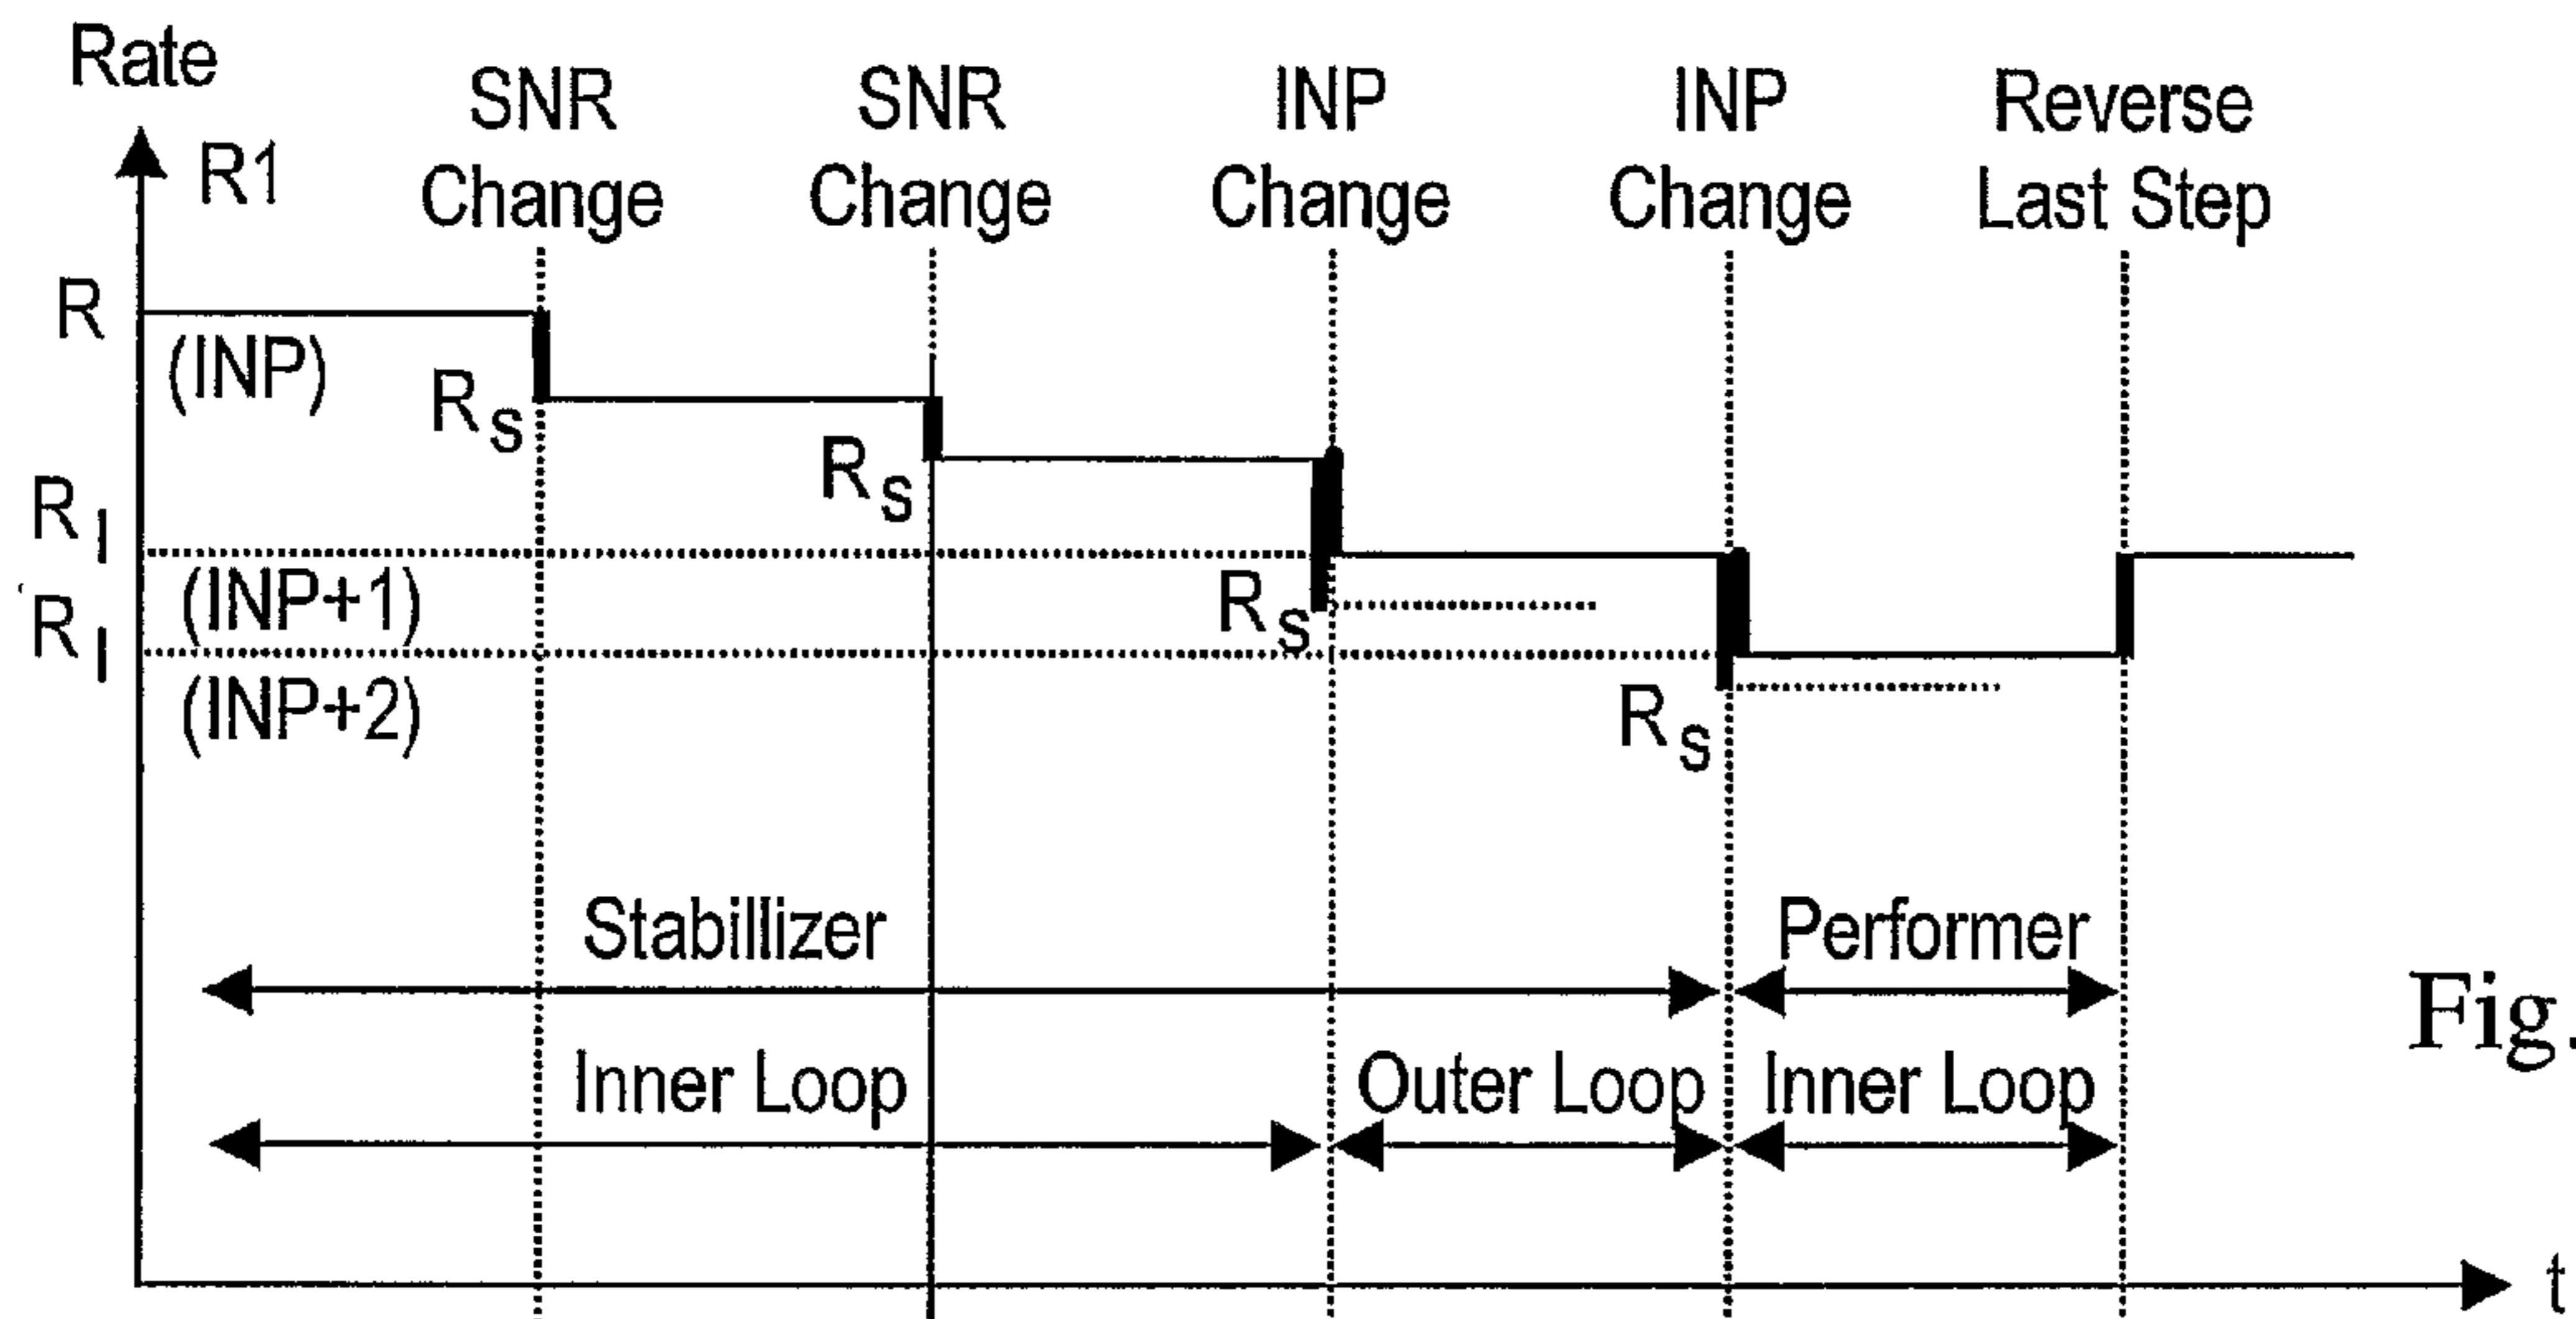 Rate
R1
SNR
Change
SNR
Change
INP
Change
INP
Change
Reverse
Last Step
R
(INP)
Rs
Rs
RI
(INP+1)
Rs
RI
(INP+2)
Rs
Stabillizer
Performer
Inner Loop
Outer Loop
Inner Loop
Fig.
t